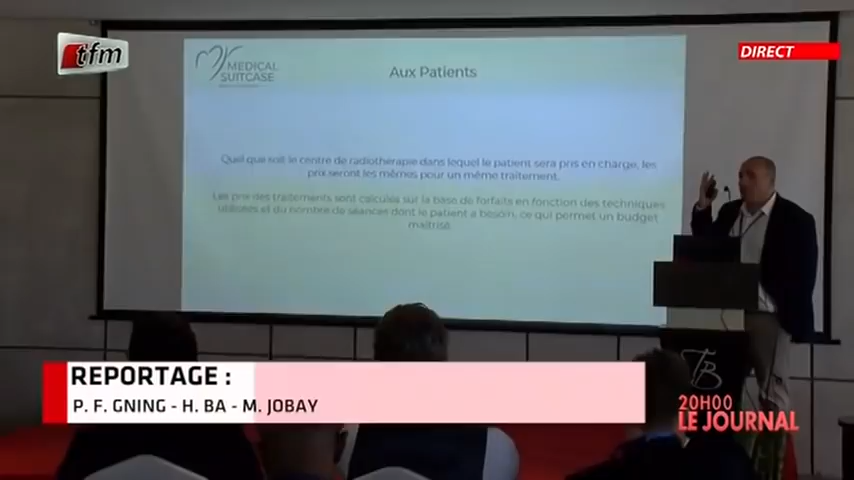 tfm
DIRECT
MEDICAL
SUITCASE
Aux Patients
Quel que soit le centre de radiothérapie dans lequel le patient sera pris en charge, les
prix seront les mêmes pour un même traitement.
Les prix des traitements sont calculés sur la base de forfaits en fonction des techniques
utilisées et du nombre de séances dont le patient a besoin, ce qui permet un budget
maitrisé.
REPORTAGE :
P. F. GNING - H. BA - M. JOBAY
20H00
LE JOURNAL